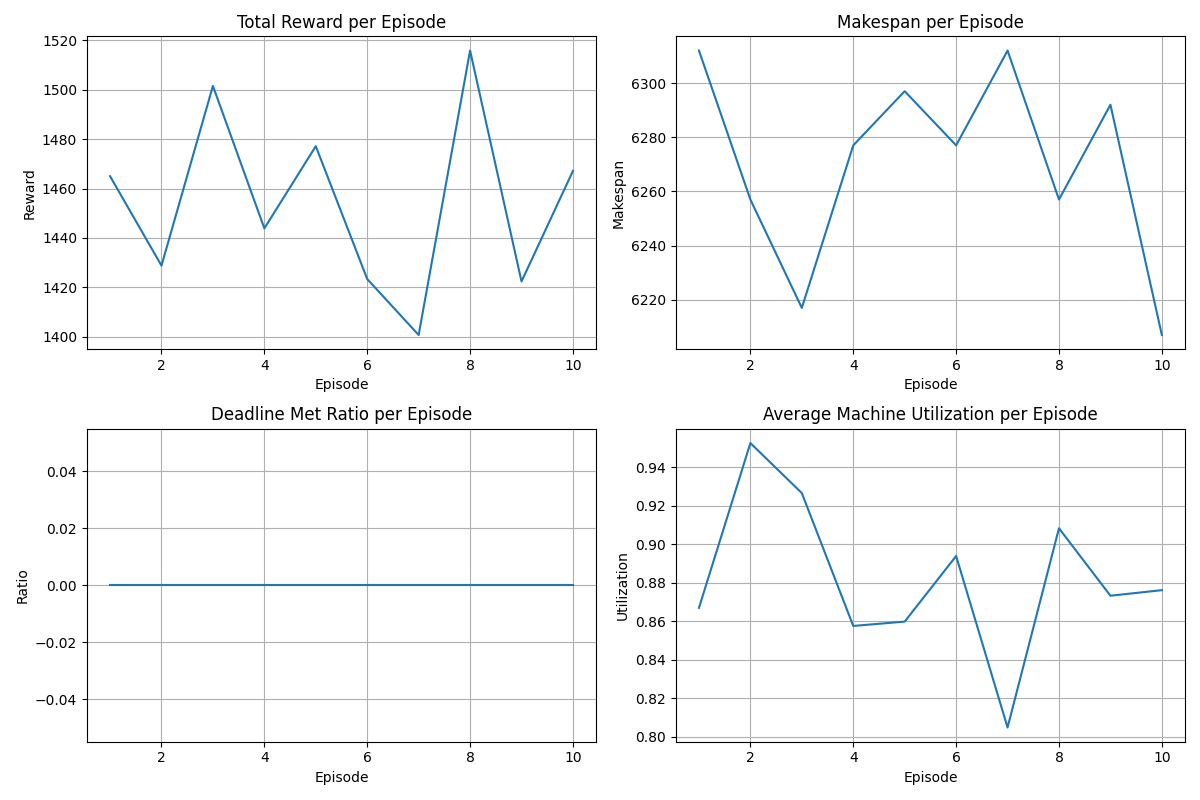 Total Reward per Episode
1520
1500
1480
1460
1440
1420
1400
Reward
2 4 6 8 10
Episode
Makespan per Episode
6300
6280
6260
6240
6220
Makespan
2 4 6 8 10
Episode
Deadline Met Ratio per Episode
0.04
0.02
0.00
−0.02
−0.04
Ratio
2 4 6 8 10
Episode
Average Machine Utilization per Episode
0.94
0.92
0.90
0.88
0.86
0.84
0.82
0.80
Utilization
2 4 6 8 10
Episode